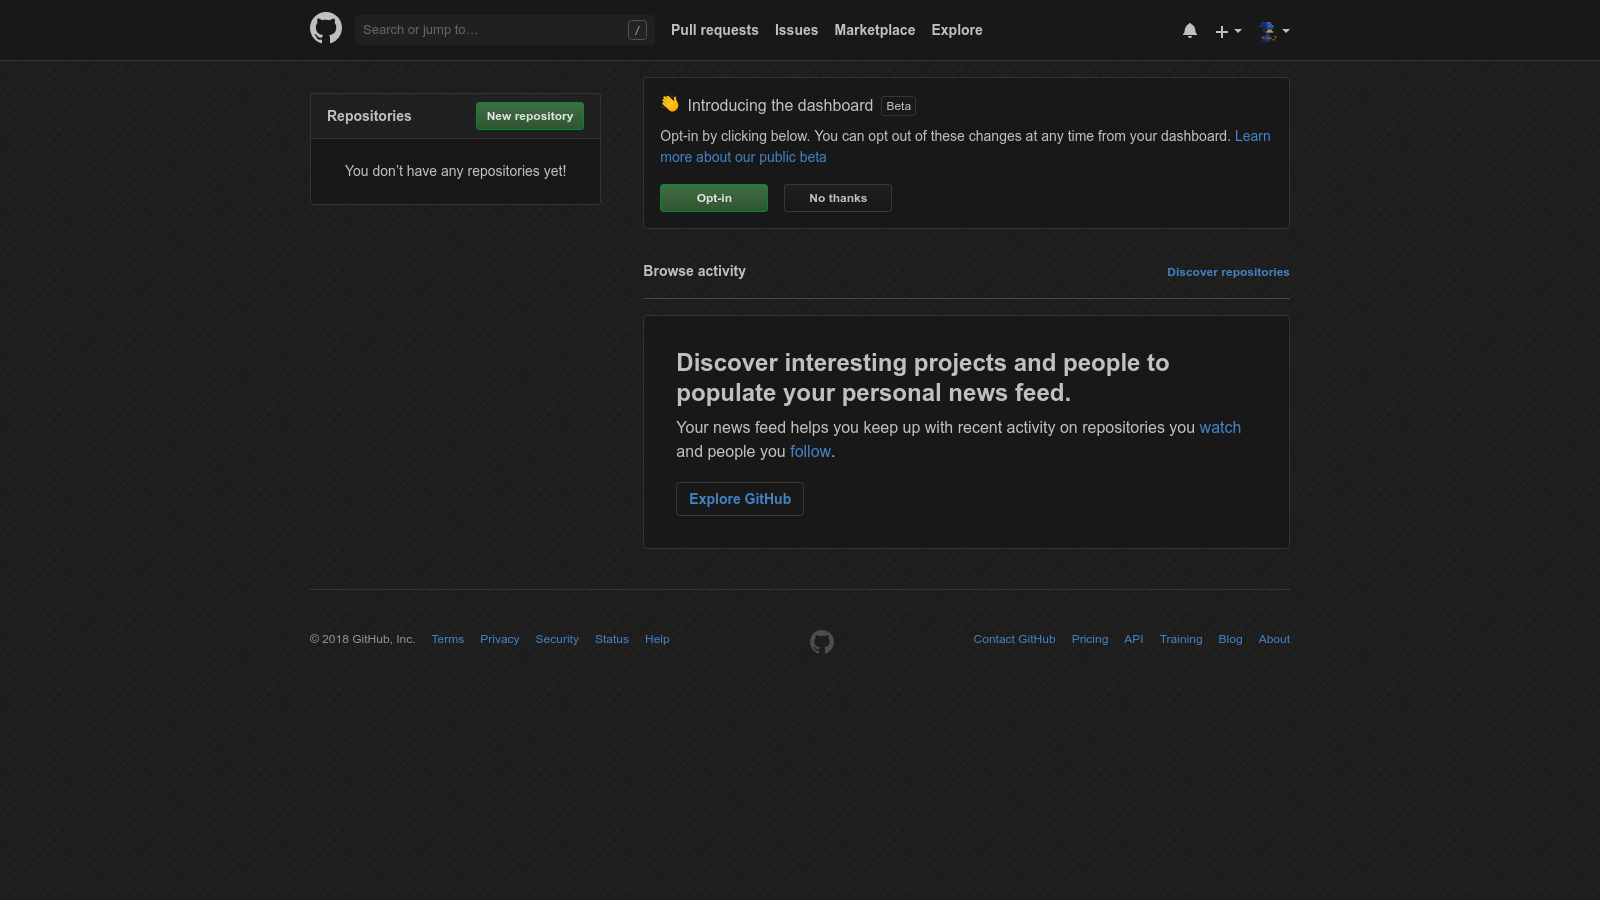 Search or jump to…
/
Pull requests
Issues
Marketplace
Explore
Repositories
New repository
You don’t have any repositories yet!
👋 Introducing the dashboard Beta
Opt-in by clicking below. You can opt out of these changes at any time from your dashboard. Learn
more about our public beta
Opt-in
No thanks
Browse activity
Discover repositories
Discover interesting projects and people to
populate your personal news feed.
Your news feed helps you keep up with recent activity on repositories you watch
and people you follow.
Explore GitHub
© 2018 GitHub, Inc.
Terms
Privacy
Security
Status
Help
Contact GitHub
Pricing
API
Training
Blog
About